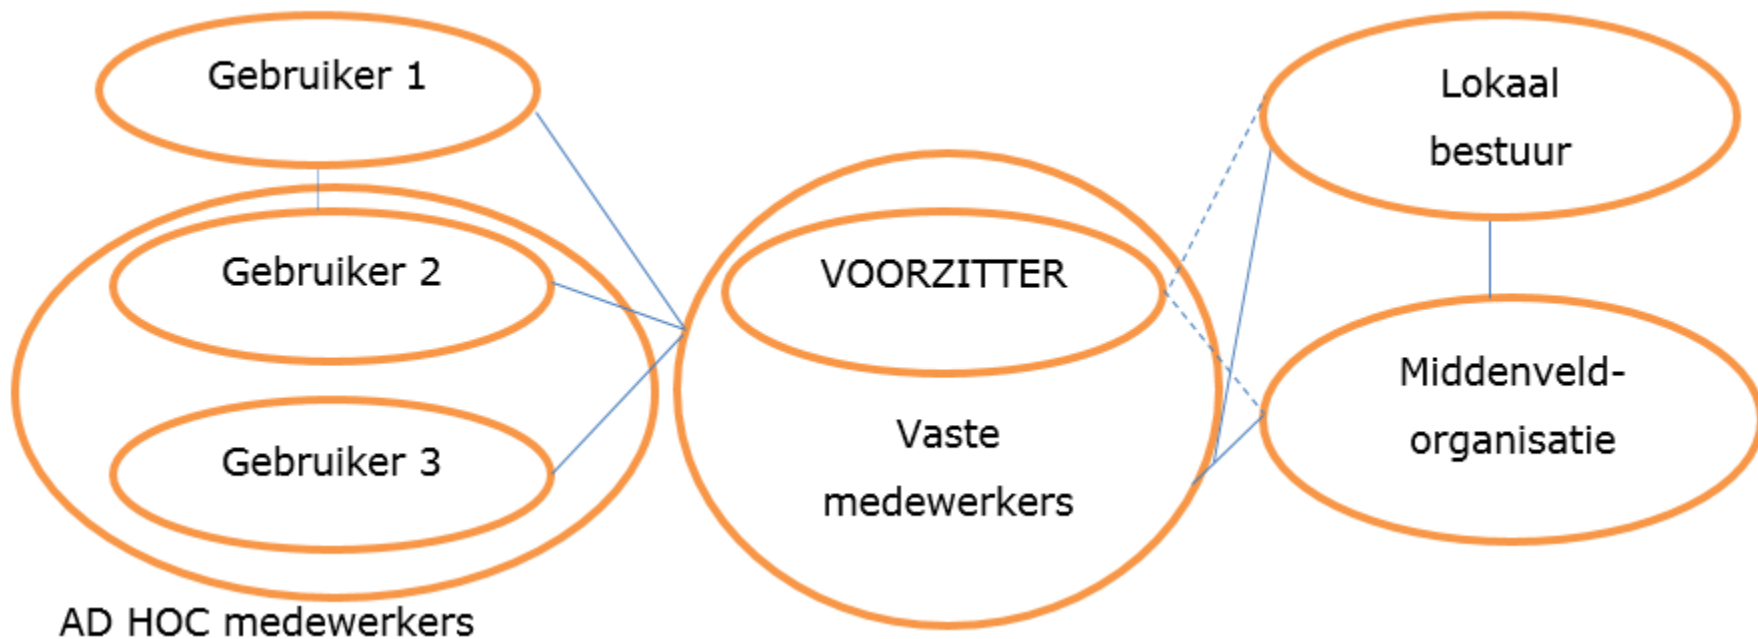 Gebruiker 1
Gebruiker 2
Gebruiker 3
AD HOC medewerkers
VOORZITTER
Vaste
medewerkers
Lokaal
bestuur
Middenveld-
organisatie